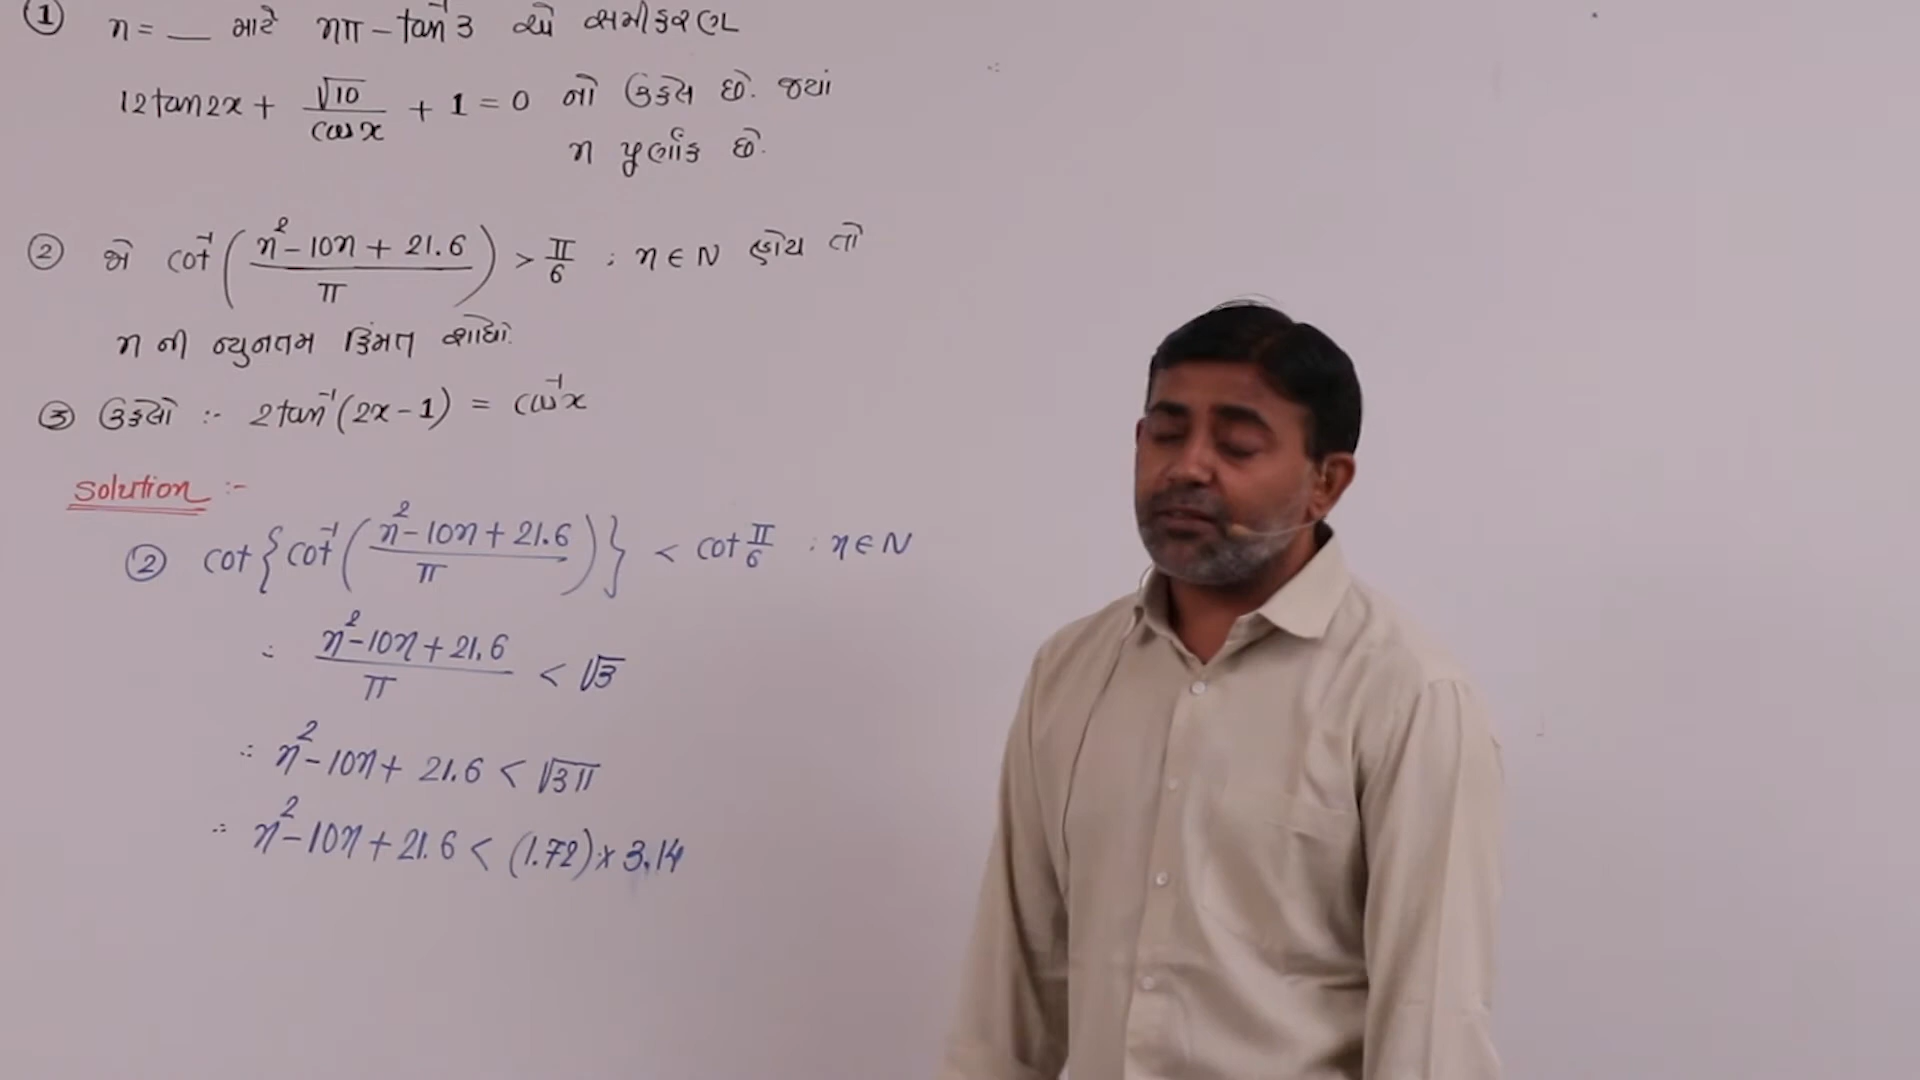 ① n = __ માટે nπ - tan⁻¹3 એ સમીકરણ
12tan2x + √10/cosx + 1 = 0 નો ઉકેલ છે. જ્યાં
n પુર્ણાંક છે.
② જો cot⁻¹((n² - 10n + 21.6)/π) > π/6 ; n ∈ N હોય તો
n ની ન્યુનતમ કિંમત શોધો.
③ ઉકેલો :- 2tan⁻¹(2x - 1) = cos⁻¹x
Solution :-
② cot{cot⁻¹((n² - 10n + 21.6)/π)} < cot π/6 ; n ∈ N
∴ (n² - 10n + 21.6)/π < √3
∴ n² - 10n + 21.6 < √3π
∴ n² - 10n + 21.6 < (1.72) × 3.14